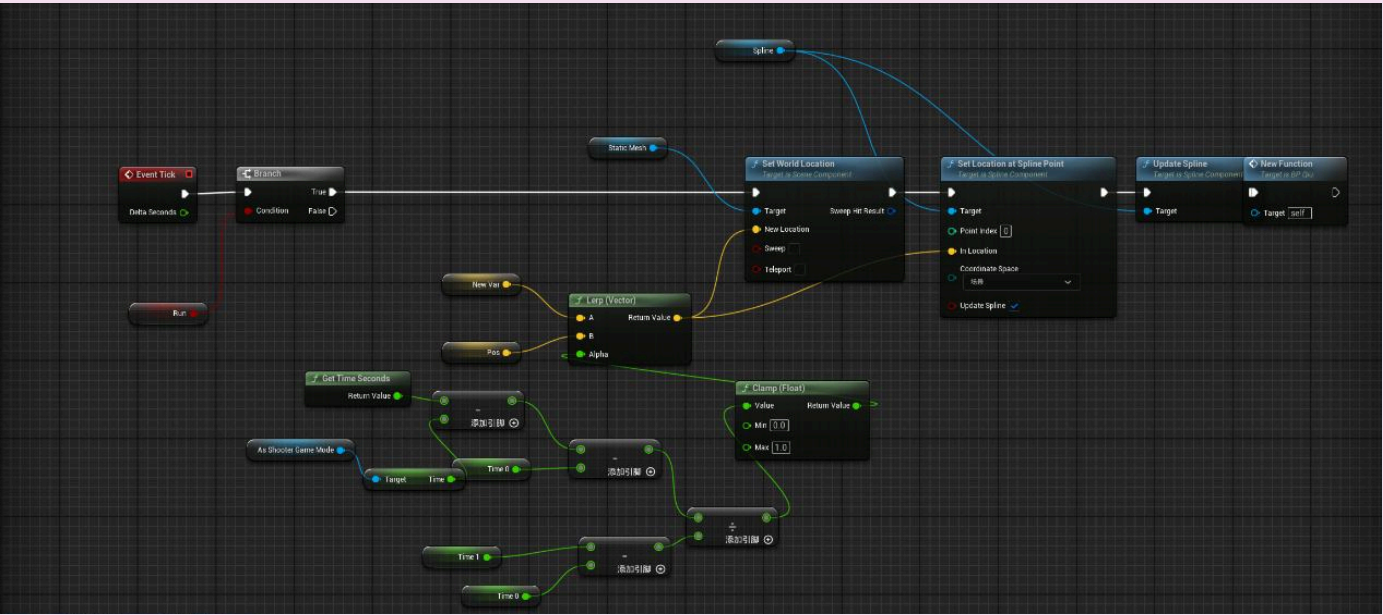 Spline
Static Mesh
Event Tick
Delta Seconds
Branch
True
Condition
False
Set World Location
Target is Scene Component
Target
Sweep Hit Result
New Location
Sweep
Teleport
Set Location at Spline Point
Target is Spline Component
Target
Point Index 0
In Location
Coordinate Space
场景
Update Spline
Update Spline
Target is Spline Component
Target
New Function
Target self
Run
New Var
Pos
Lerp (Vector)
A
Return Value
B
Alpha
Get Time Seconds
Return Value
-
添加引脚
Clamp (Float)
Value
Return Value
Min 0.0
Max 1.0
As Shooter Game Mode
Target
Time
Time 0
-
添加引脚
÷
添加引脚
Time 1
-
添加引脚
Time 0